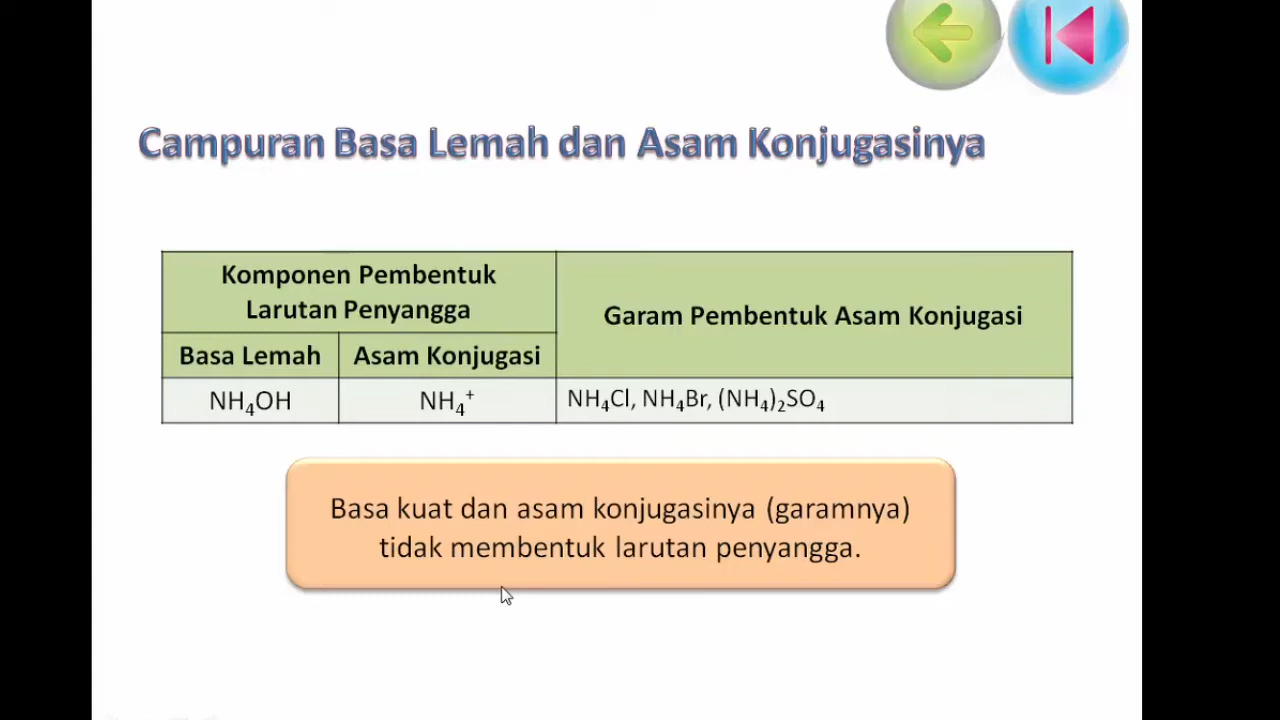 Campuran Basa Lemah dan Asam Konjugasinya
Komponen Pembentuk
Larutan Penyangga
Garam Pembentuk Asam Konjugasi
Basa Lemah
Asam Konjugasi
NH₄OH
NH₄⁺
NH₄Cl, NH₄Br, (NH₄)₂SO₄
Basa kuat dan asam konjugasinya (garamnya)
tidak membentuk larutan penyangga.